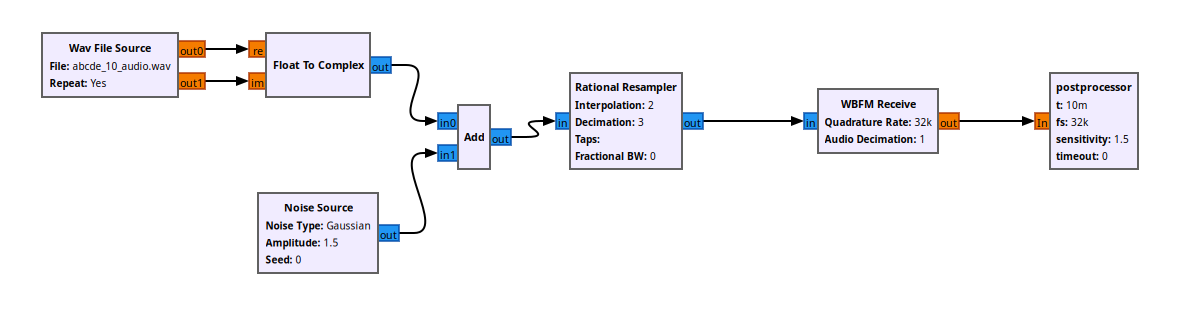 Wav File Source
File: abcde_10_audio.wav
Repeat: Yes
out0
out1
re
im
Float To Complex
out
in0
in1
Add
out
Noise Source
Noise Type: Gaussian
Amplitude: 1.5
Seed: 0
out
in
Rational Resampler
Interpolation: 2
Decimation: 3
Taps:
Fractional BW: 0
out
in
WBFM Receive
Quadrature Rate: 32k
Audio Decimation: 1
out
In
postprocessor
t: 10m
fs: 32k
sensitivity: 1.5
timeout: 0